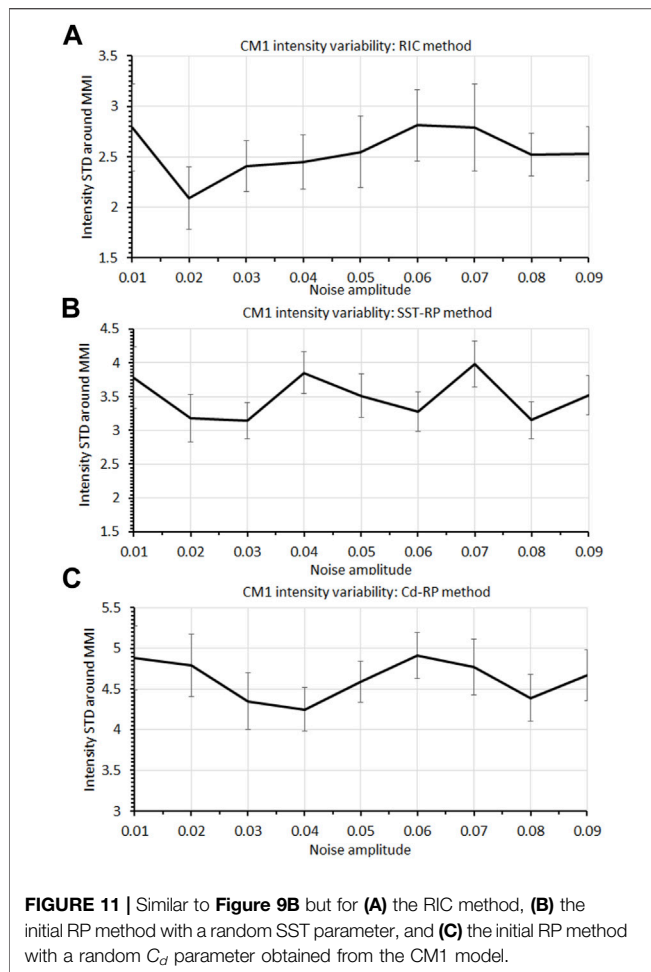 A
CM1 intensity variability: RIC method
Intensity STD around MMI
3.5
3
2.5
2
1.5
0.01 0.02 0.03 0.04 0.05 0.06 0.07 0.08 0.09
Noise amplitude
B
CM1 intensity variablity: SST-RP method
Intensity STD around MMI
4.5
4
3.5
3
2.5
2
1.5
0.01 0.02 0.03 0.04 0.05 0.06 0.07 0.08 0.09
Noise amplitude
C
CM1 intensity variability: Cd-RP method
Intensity STD around MMI
5.5
5
4.5
4
3.5
3
0.01 0.02 0.03 0.04 0.05 0.06 0.07 0.08 0.09
Noise amplitude
FIGURE 11 | Similar to Figure 9B but for (A) the RIC method, (B) the
initial RP method with a random SST parameter, and (C) the initial RP method
with a random C_d parameter obtained from the CM1 model.